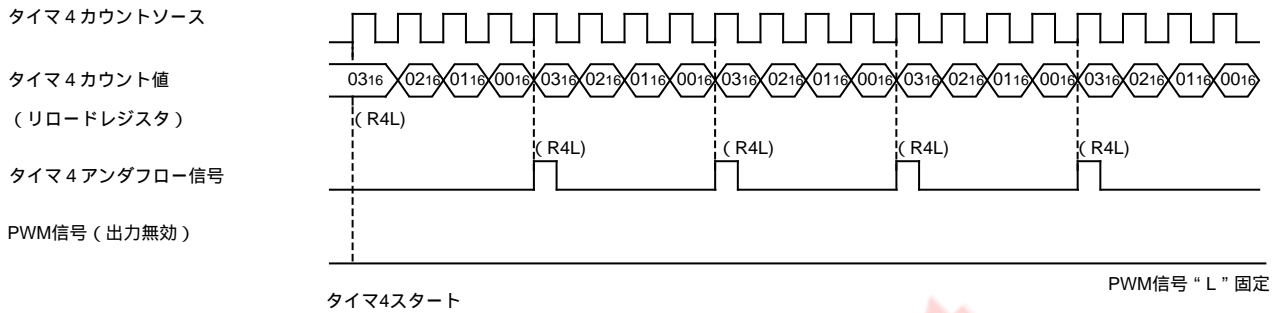 タイマ4カウントソース
タイマ4カウント値
0316 0216 0116 0016 0316 0216 0116 0016 0316 0216 0116 0016 0316 0216 0116 0016 0316 0216 0116 0016
(リロードレジスタ)
(R4L)
(R4L) (R4L) (R4L) (R4L)
タイマ4アンダフロー信号
PWM信号(出力無効)
PWM信号“L”固定
タイマ4スタート